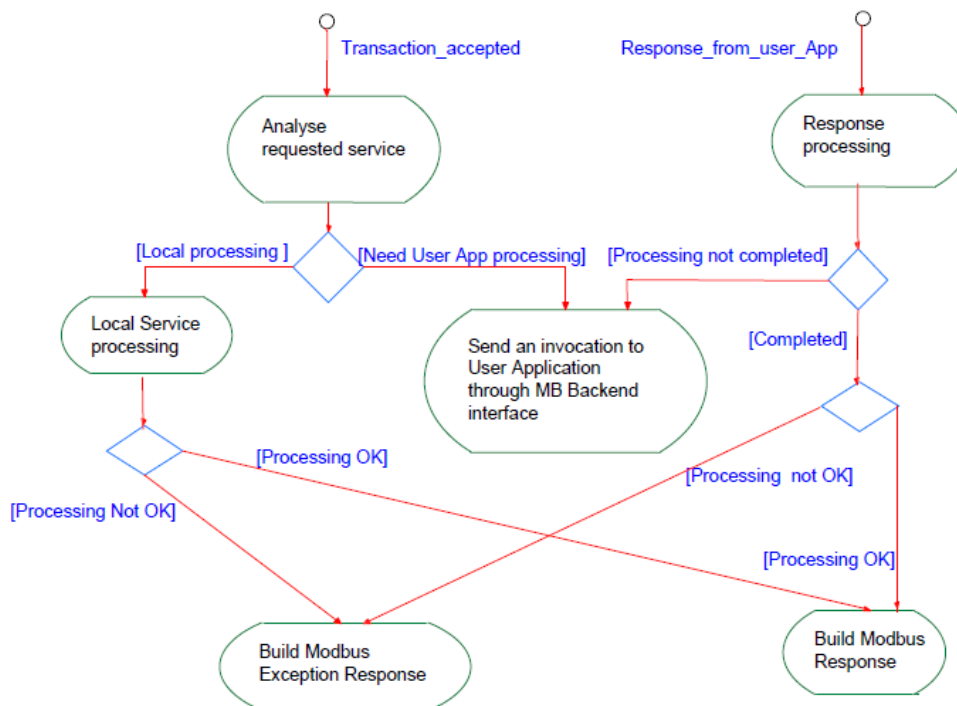 Transaction_accepted
Response_from_user_App
Analyse
requested service
Response
processing
[Local processing ]
[Need User App processing]
[Processing not completed]
Local Service
processing
Send an invocation to
User Application
through MB Backend
interface
[Completed]
[Processing OK]
[Processing  not OK]
[Processing Not OK]
[Processing OK]
Build Modbus
Exception Response
Build Modbus
Response